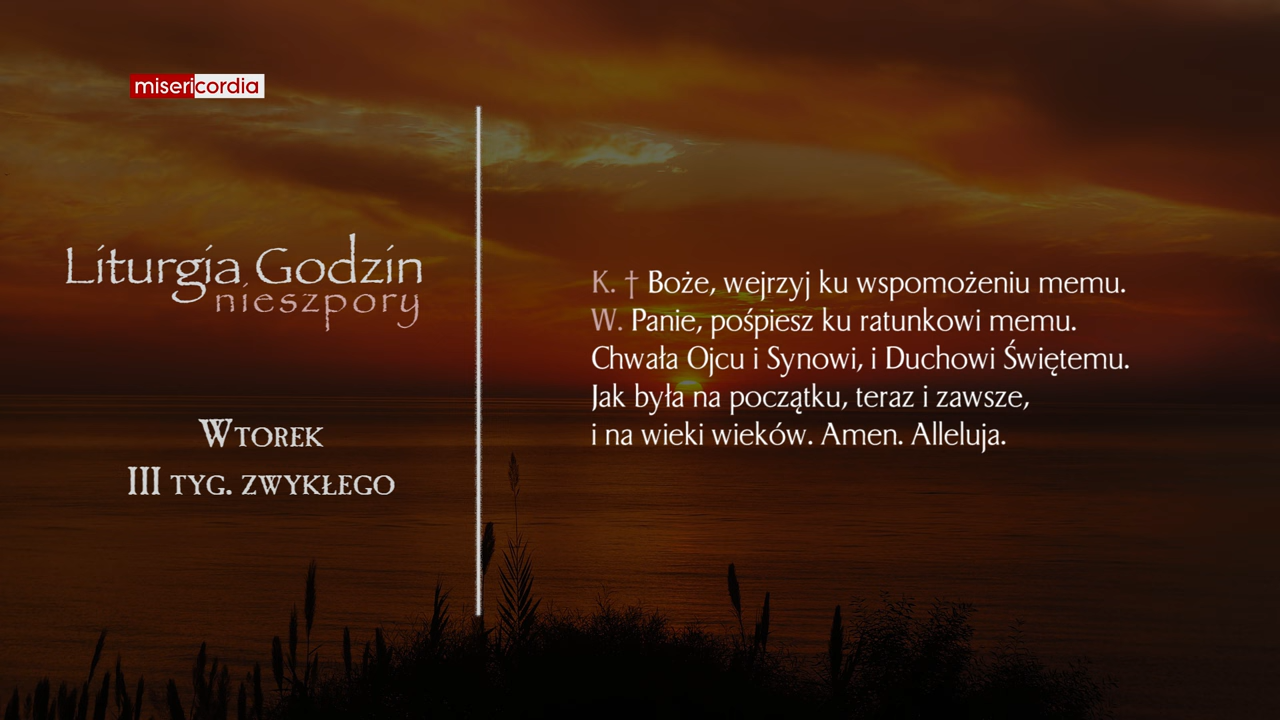 misericordia
Liturgia Godzin
nieszpory
Wtorek
III tyg. zwykłego
K. † Boże, wejrzyj ku wspomożeniu memu.
W. Panie, pośpiesz ku ratunkowi memu.
Chwała Ojcu i Synowi, i Duchowi Świętemu.
Jak była na początku, teraz i zawsze,
i na wieki wieków. Amen. Alleluja.